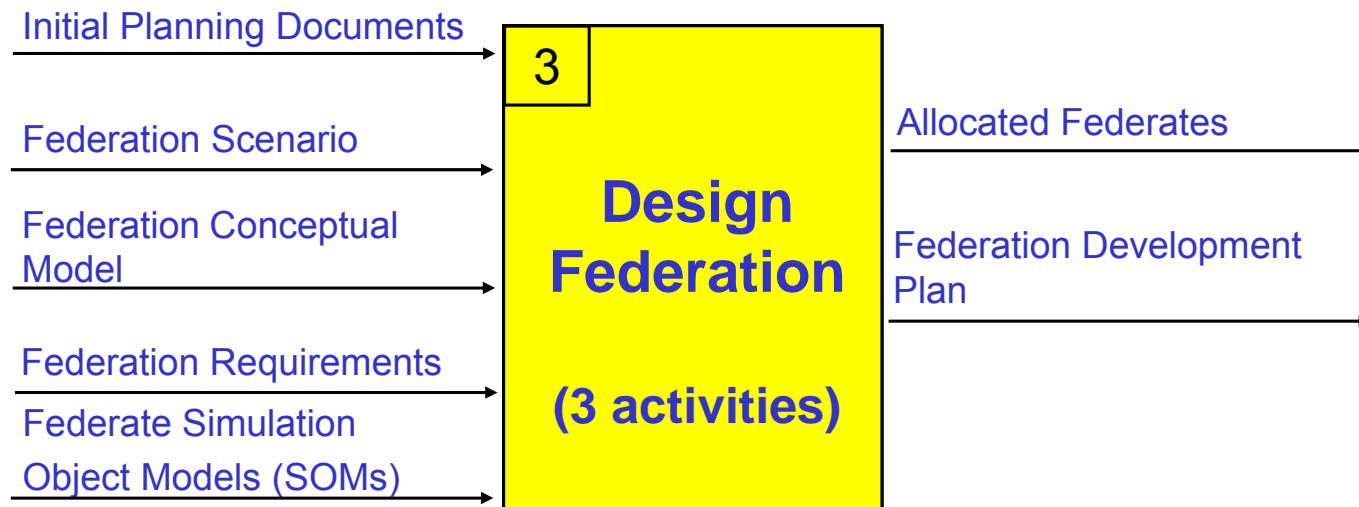 Initial Planning Documents
Federation Scenario
Federation Conceptual
Model
Federation Requirements
Federate Simulation
Object Models (SOMs)
3
Design
Federation
(3 activities)
Allocated Federates
Federation Development
Plan